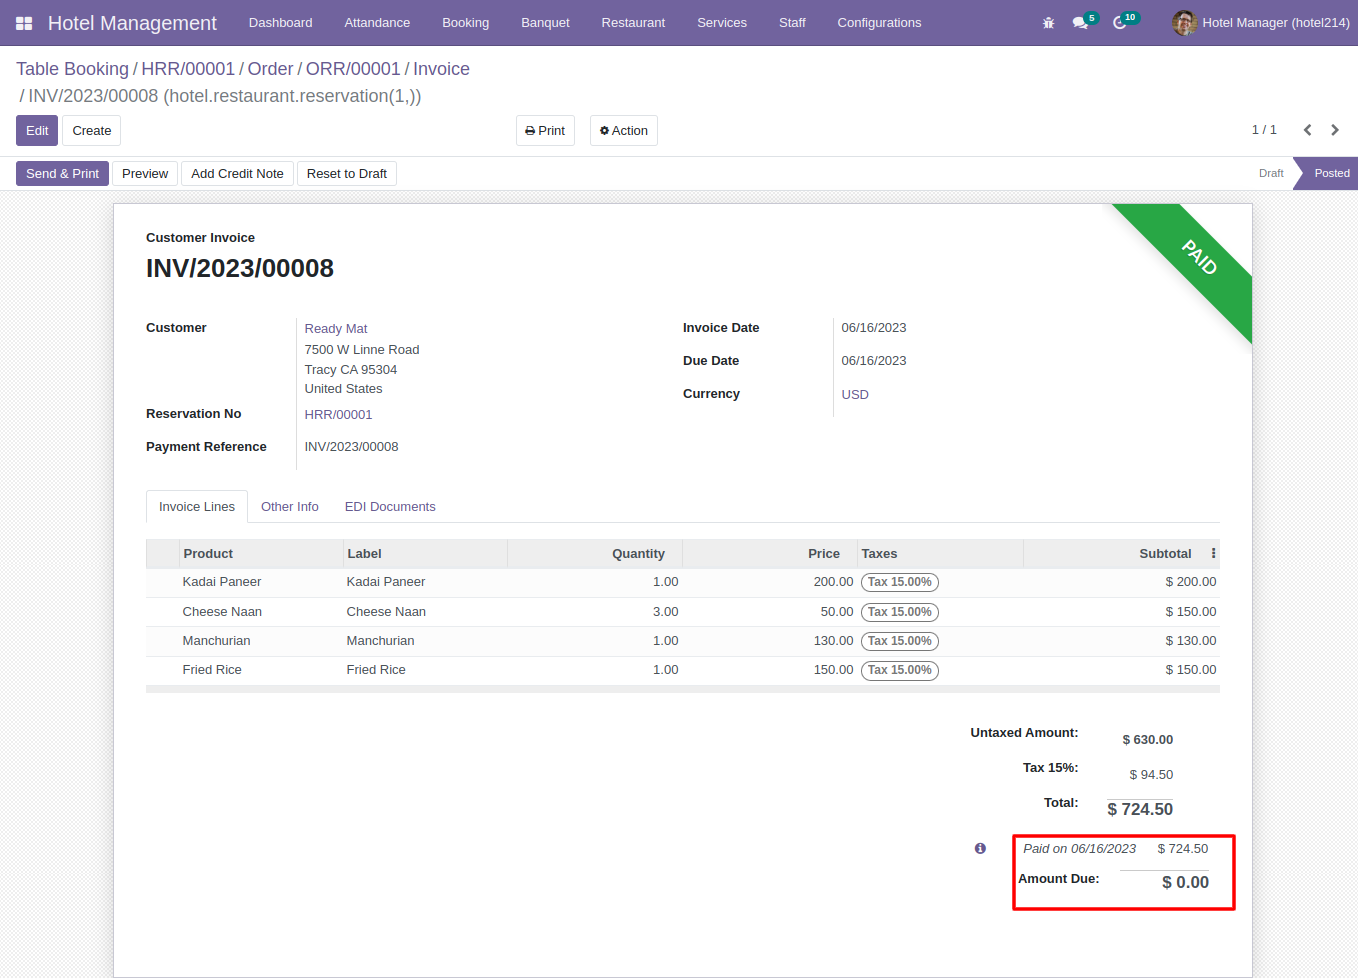 Hotel Management Dashboard Attandance Booking Banquet Restaurant Services Staff Configurations 5 10 Hotel Manager (hotel214)
Table Booking / HRR/00001 / Order / ORR/00001 / Invoice
/ INV/2023/00008 (hotel.restaurant.reservation(1,))
Edit Create Print Action 1 / 1
Send & Print Preview Add Credit Note Reset to Draft Draft Posted
PAID
Customer Invoice
INV/2023/00008
Customer Ready Mat Invoice Date 06/16/2023
7500 W Linne Road
Tracy CA 95304 Due Date 06/16/2023
United States
Currency USD
Reservation No HRR/00001
Payment Reference INV/2023/00008
Invoice Lines Other Info EDI Documents
Product Label Quantity Price Taxes Subtotal
Kadai Paneer Kadai Paneer 1.00 200.00 Tax 15.00% $ 200.00
Cheese Naan Cheese Naan 3.00 50.00 Tax 15.00% $ 150.00
Manchurian Manchurian 1.00 130.00 Tax 15.00% $ 130.00
Fried Rice Fried Rice 1.00 150.00 Tax 15.00% $ 150.00
Untaxed Amount: $ 630.00
Tax 15%: $ 94.50
Total: $ 724.50
Paid on 06/16/2023 $ 724.50
Amount Due: $ 0.00